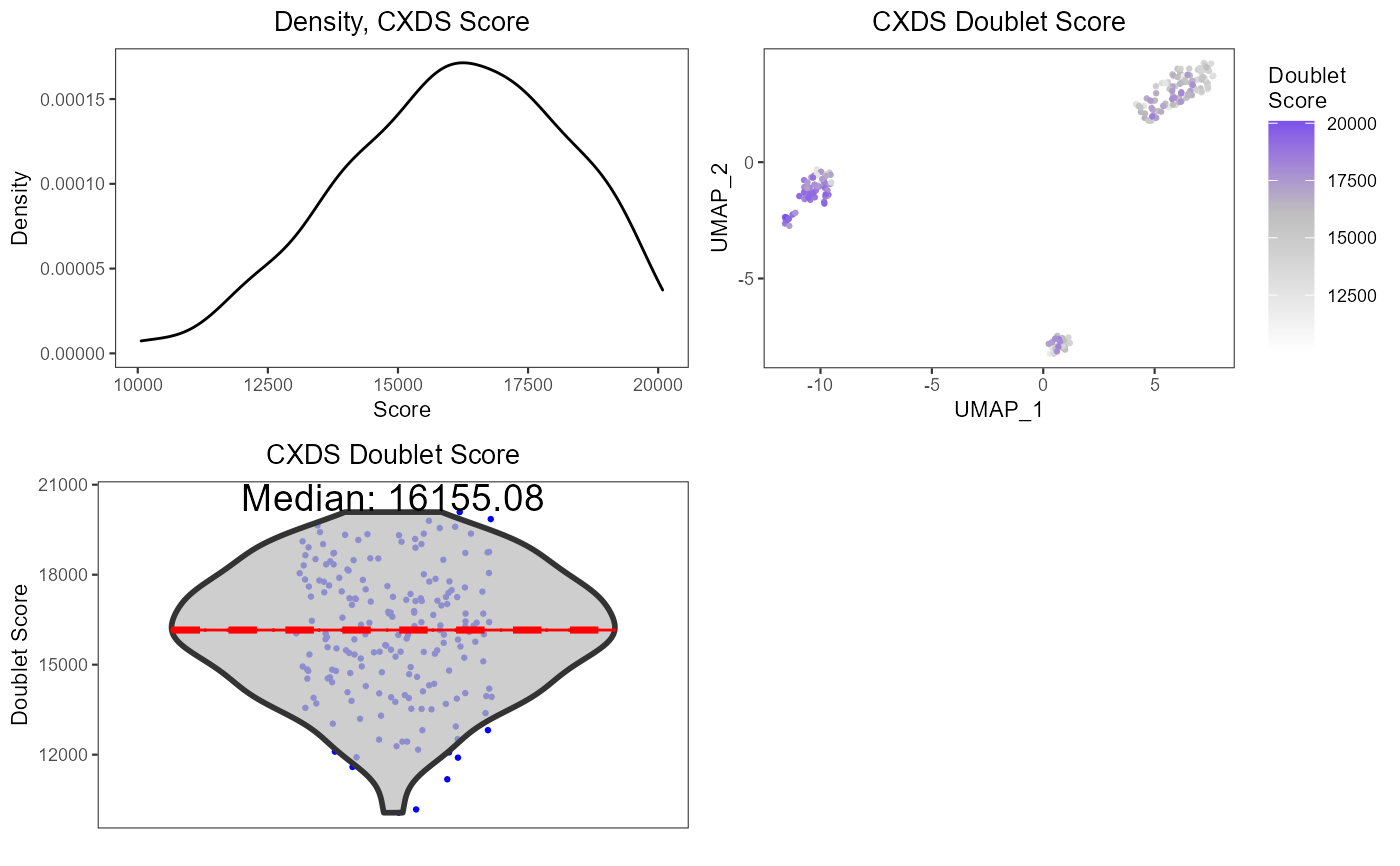 Density, CXDS Score
Density
0.00015
0.00010
0.00005
0.00000
10000 12500 15000 17500 20000
Score
CXDS Doublet Score
UMAP_2
0
-5
-10 -5 0 5
UMAP_1
Doublet
Score
20000
17500
15000
12500
CXDS Doublet Score
Median: 16155.08
Doublet Score
21000
18000
15000
12000